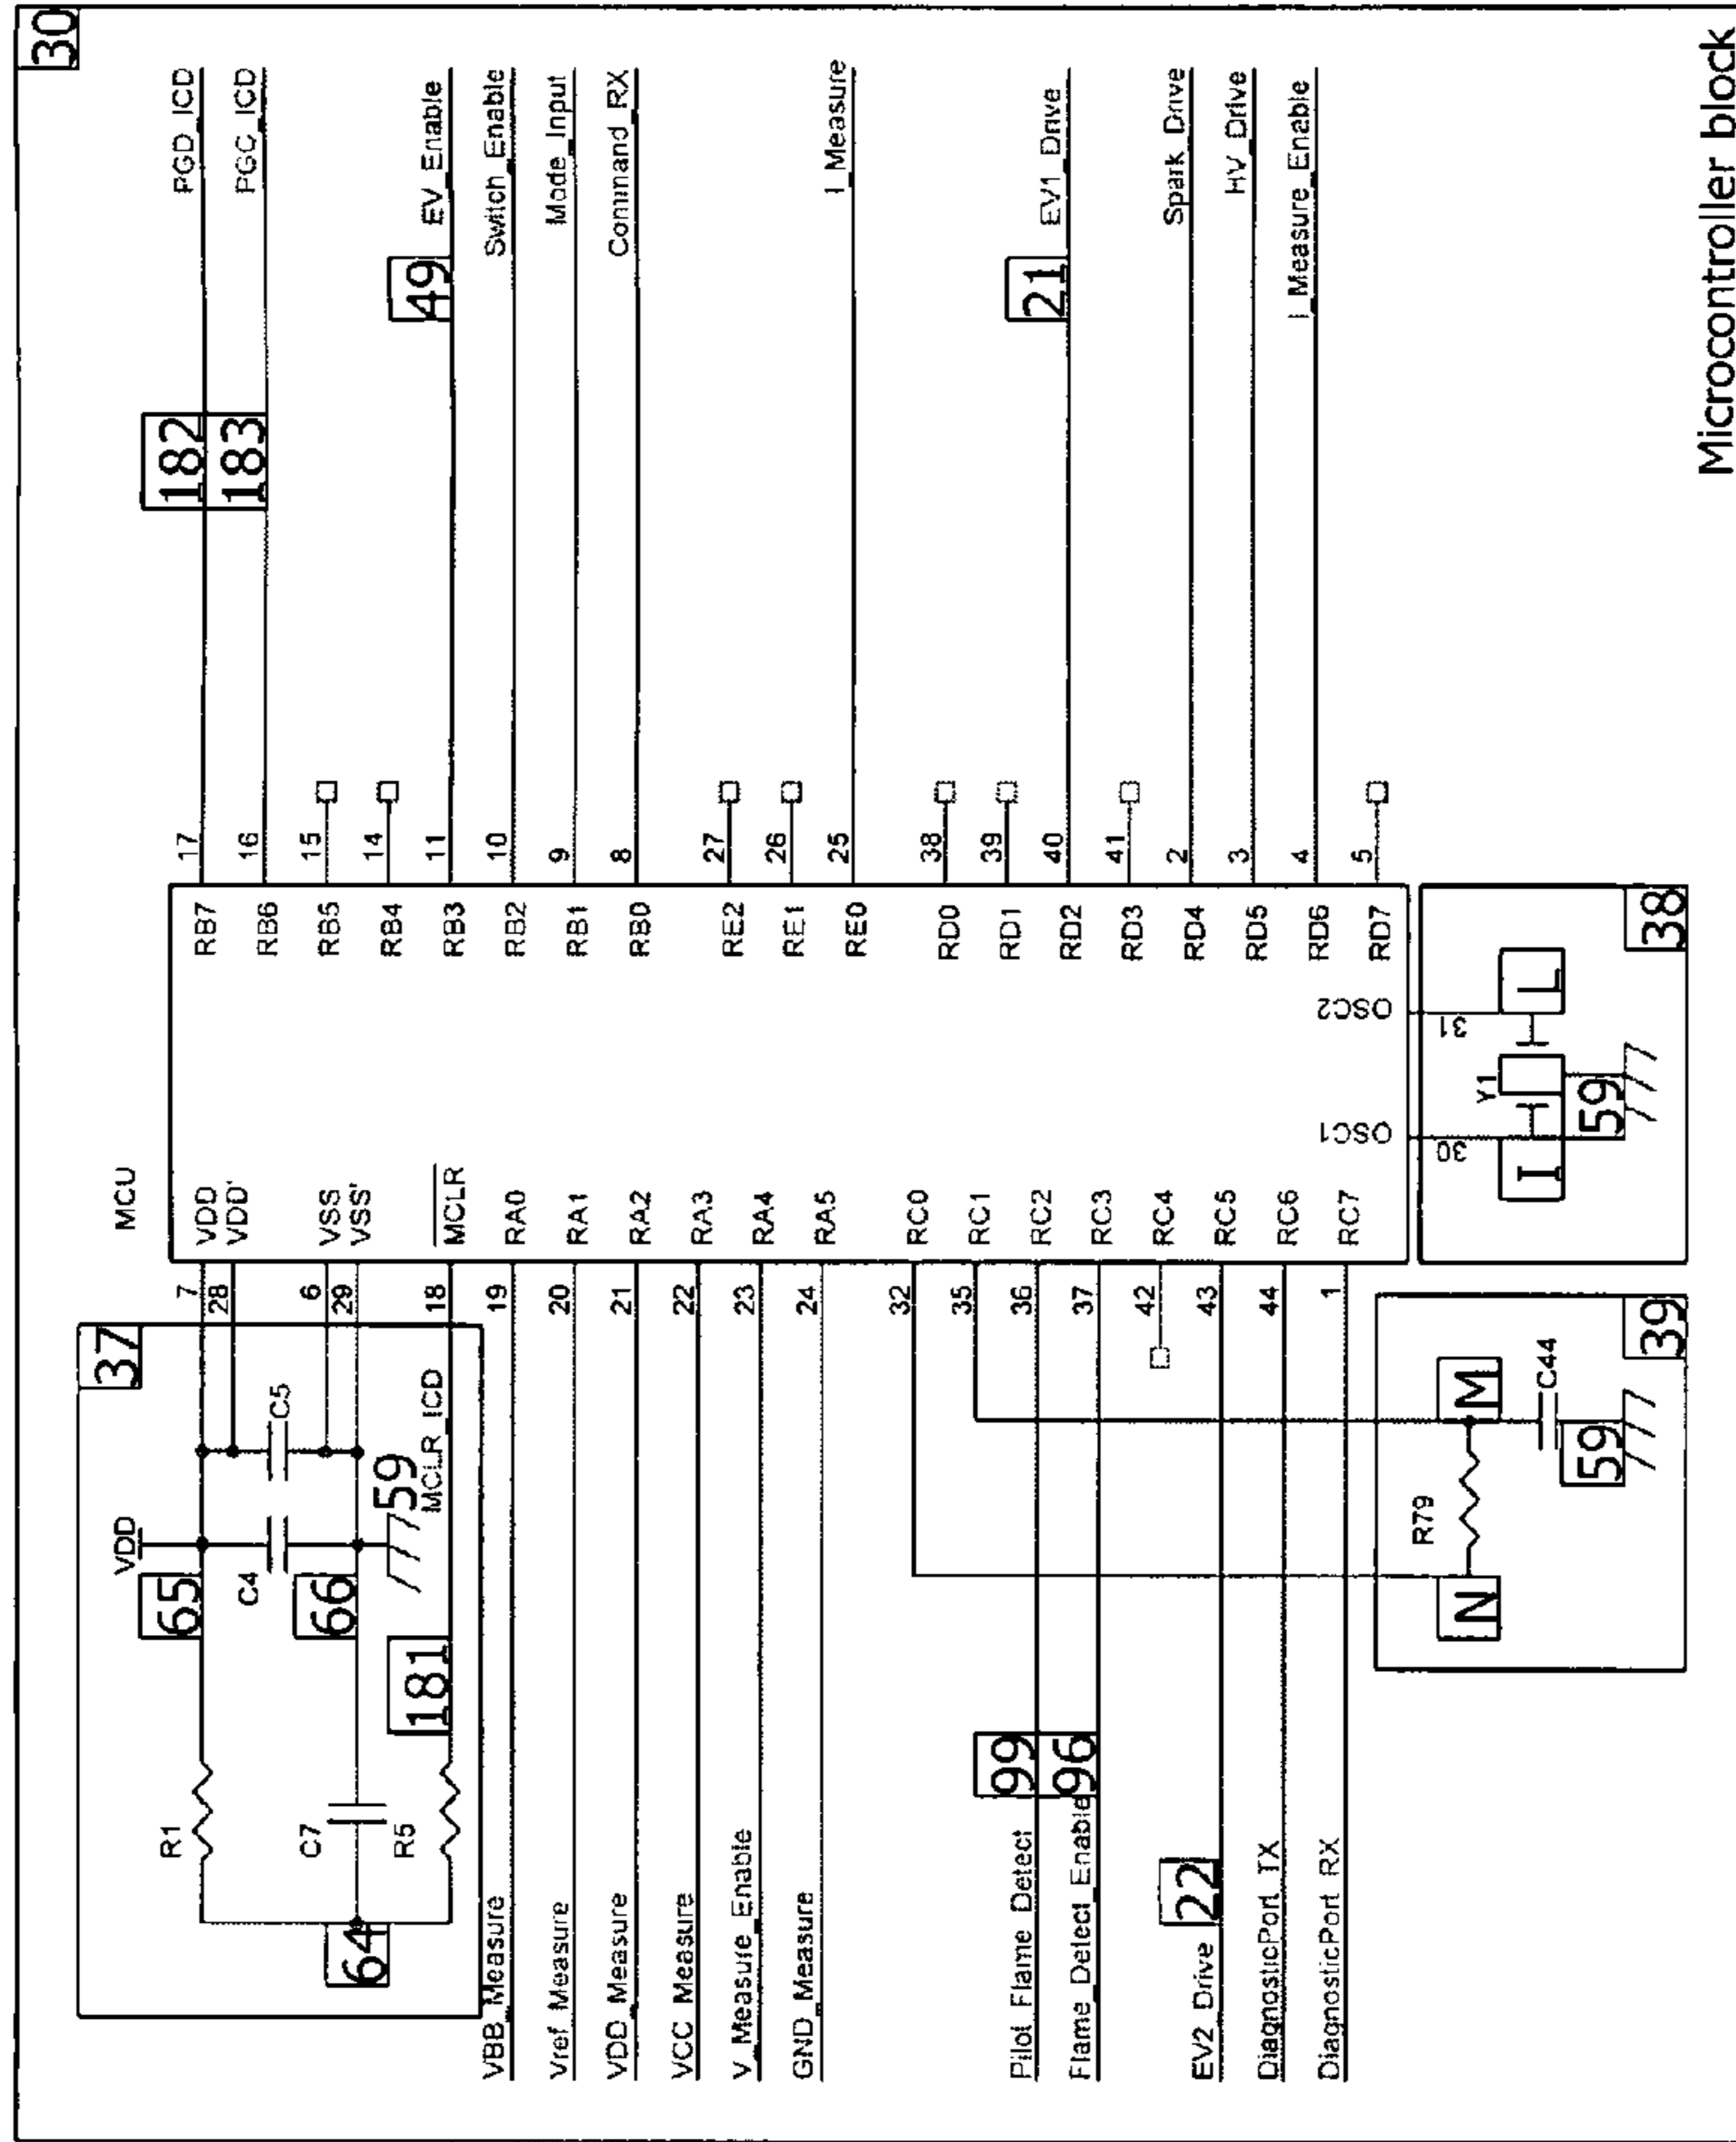 30
MCU
37
VDD
65
R1
C4
C5
66
C7
59
64
R5
181
MCLR_ICD
7
28
6
29
18
VDD
VDD'
VSS
VSS'
MCLR
VBB_Measure
19
RA0
Vref_Measure
20
RA1
VDD_Measure
21
RA2
VCC_Measure
22
RA3
V_Measure_Enable
23
RA4
GND_Measure
24
RA5
32
RC0
35
RC1
Pilot_Flame_Detect
99
36
RC2
Flame_Detect_Enable
96
37
RC3
42
RC4
EV2_Drive
22
43
RC5
DiagnosticPort_TX
44
RC6
DiagnosticPort_RX
1
RC7
RB7
17
182
PGD_ICD
RB6
16
183
PGC_ICD
RB5
15
RB4
14
RB3
11
49
EV_Enable
RB2
10
Switch_Enable
RB1
9
Mode_Input
RB0
8
Command_RX
RE2
27
RE1
26
RE0
25
I_Measure
RD0
38
RD1
39
RD2
40
21
EV1_Drive
RD3
41
RD4
2
Spark_Drive
RD5
3
HV_Drive
RD6
4
I_Measure_Enable
RD7
5
OSC1
OSC2
30
31
I
Y1
L
59
38
N
R79
M
C44
59
39
Microcontroller block